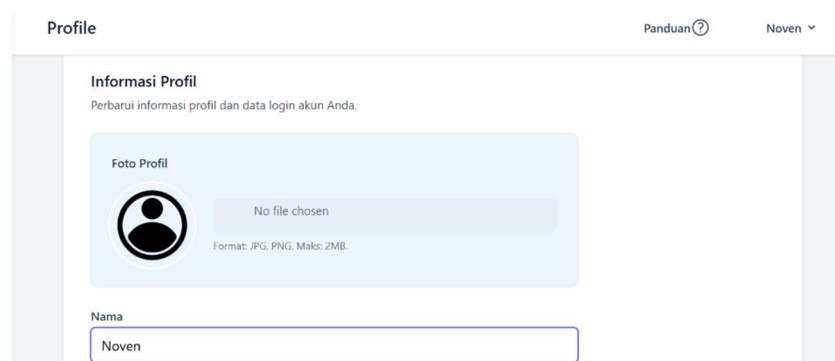 Profile
Panduan?
Noven
Informasi Profil
Perbarui informasi profil dan data login akun Anda.
Foto Profil
No file chosen
Format: JPG, PNG. Maks: 2MB.
Nama
Noven